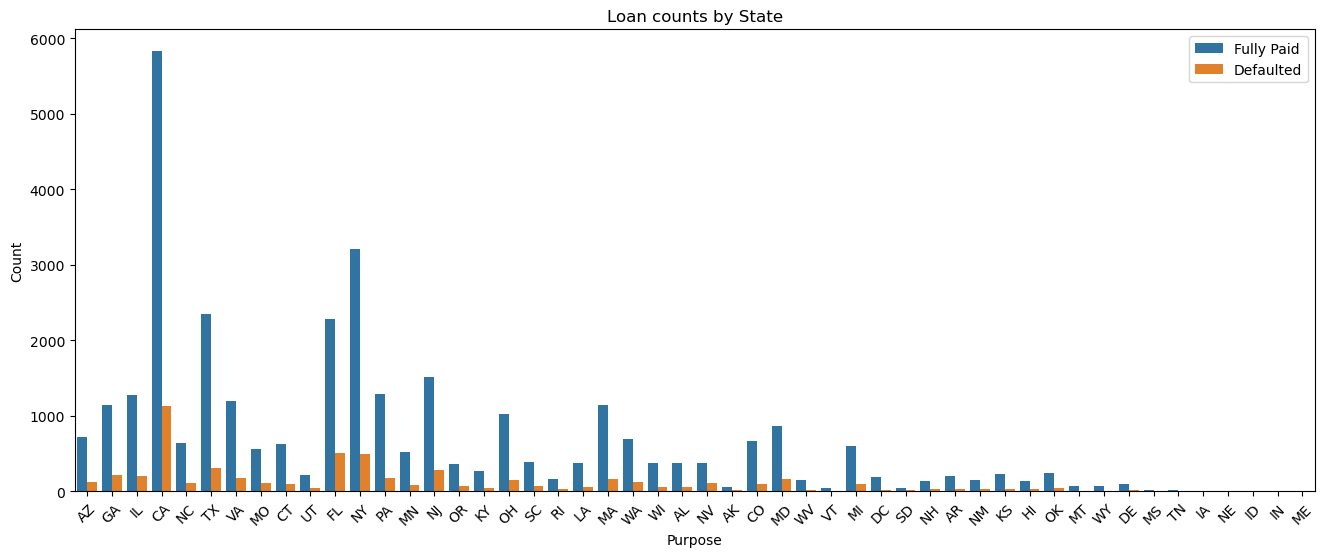 Loan counts by State
Fully Paid
Defaulted
6000
5000
4000
3000
2000
1000
0
Count
AZ GA IL CA NC TX VA MO CT UT FL NY PA MN NJ OR KY OH SC RI LA MA WA WI AL NV AK CO MD WV VT MI DC SD NH AR NM KS HI OK MT WY DE MS TN IA NE ID IN ME
Purpose